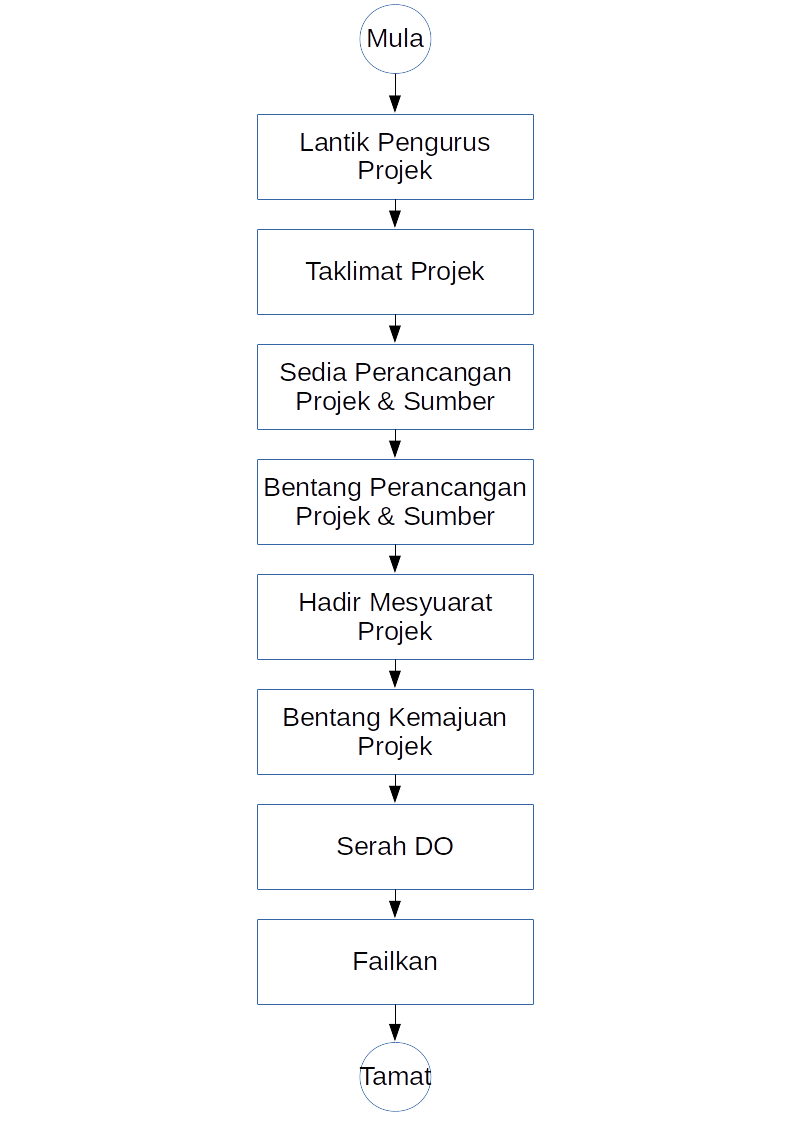 Mula
Lantik Pengurus
Projek
Taklimat Projek
Sedia Perancangan
Projek & Sumber
Bentang Perancangan
Projek & Sumber
Hadir Mesyuarat
Projek
Bentang Kemajuan
Projek
Serah DO
Failkan
Tamat